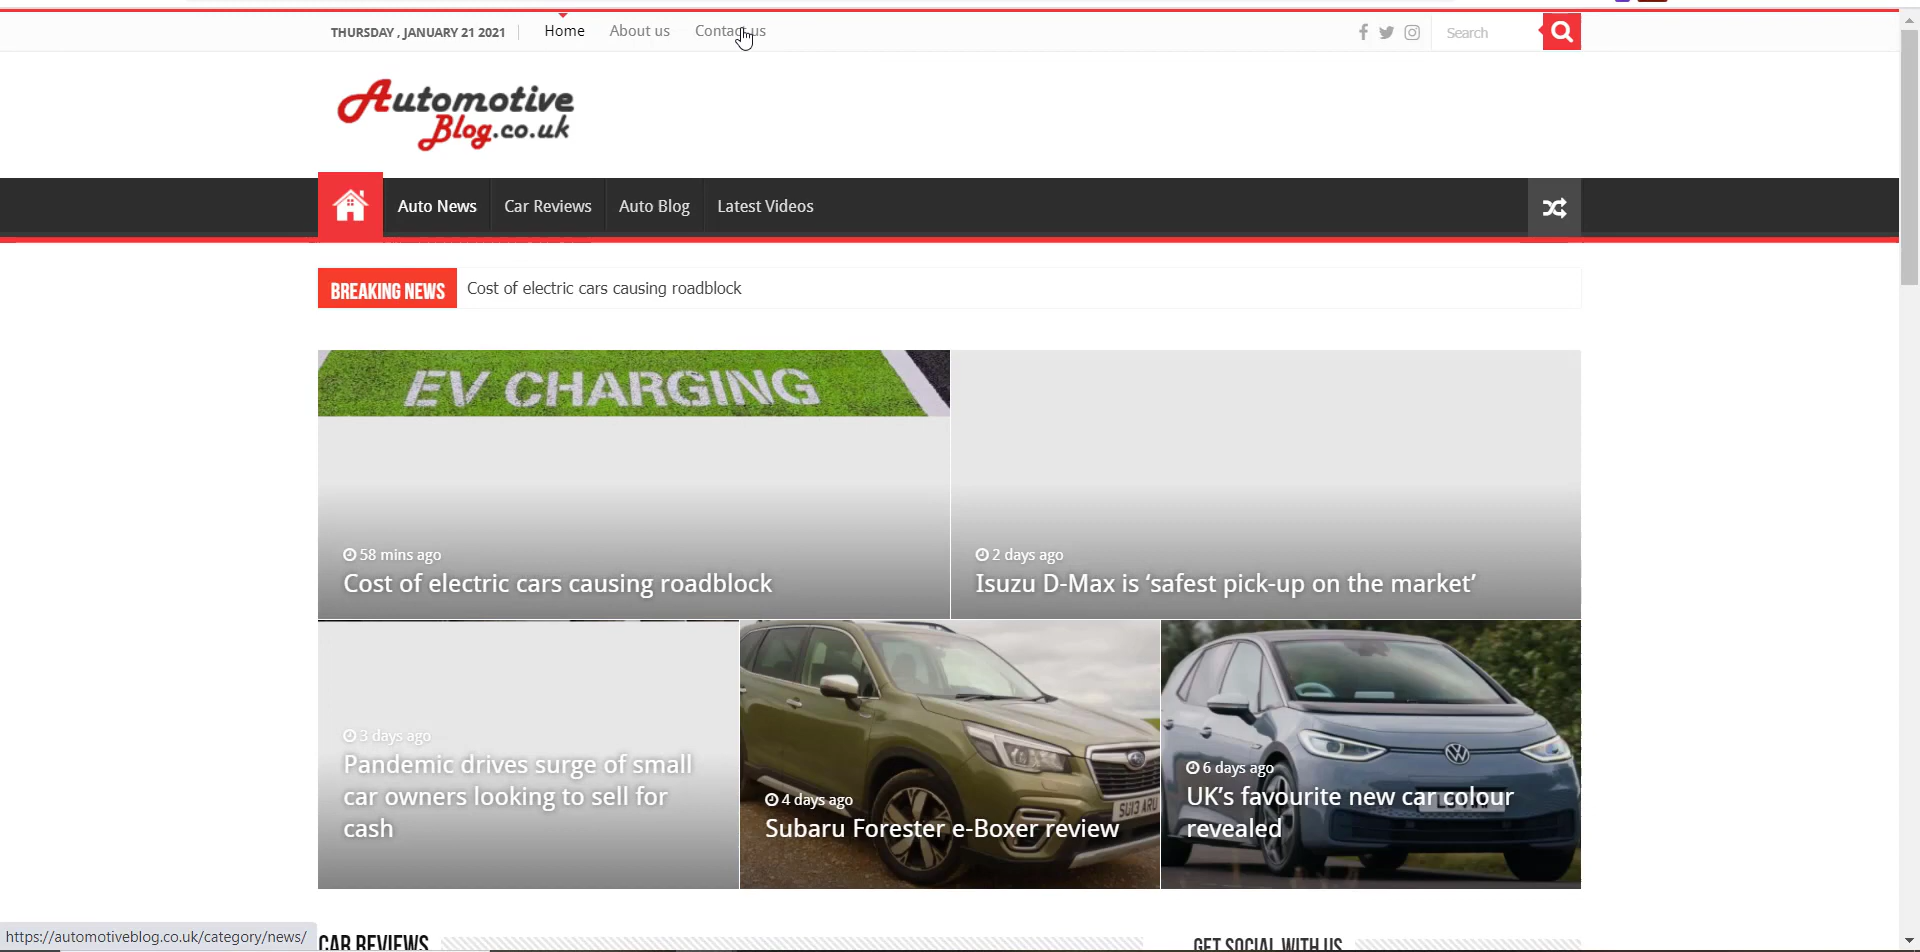 THURSDAY , JANUARY 21 2021
Home
About us
Contact us
Search
Automotive
Blog.co.uk
Auto News
Car Reviews
Auto Blog
Latest Videos
BREAKING NEWS
Cost of electric cars causing roadblock
EV CHARGING
58 mins ago
Cost of electric cars causing roadblock
2 days ago
Isuzu D-Max is ‘safest pick-up on the market’
3 days ago
Pandemic drives surge of small
car owners looking to sell for
cash
4 days ago
Subaru Forester e-Boxer review
6 days ago
UK’s favourite new car colour
revealed
https://automotiveblog.co.uk/category/news/
CAR REVIEWS
GET SOCIAL WITH US